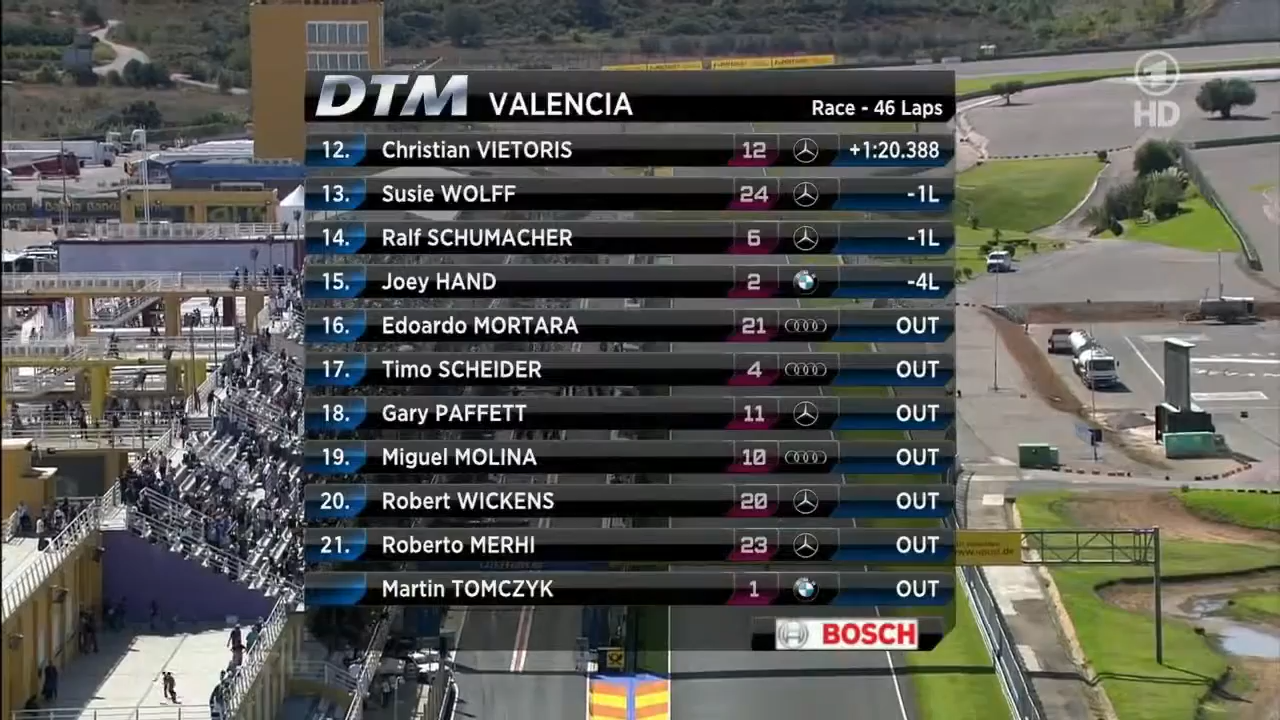 DTM VALENCIA Race - 46 Laps
12. Christian VIETORIS 12 +1:20.388
13. Susie WOLFF 24 -1L
14. Ralf SCHUMACHER 6 -1L
15. Joey HAND 2 -4L
16. Edoardo MORTARA 21 OUT
17. Timo SCHEIDER 4 OUT
18. Gary PAFFETT 11 OUT
19. Miguel MOLINA 10 OUT
20. Robert WICKENS 20 OUT
21. Roberto MERHI 23 OUT
Martin TOMCZYK 1 OUT
BOSCH
1
HD